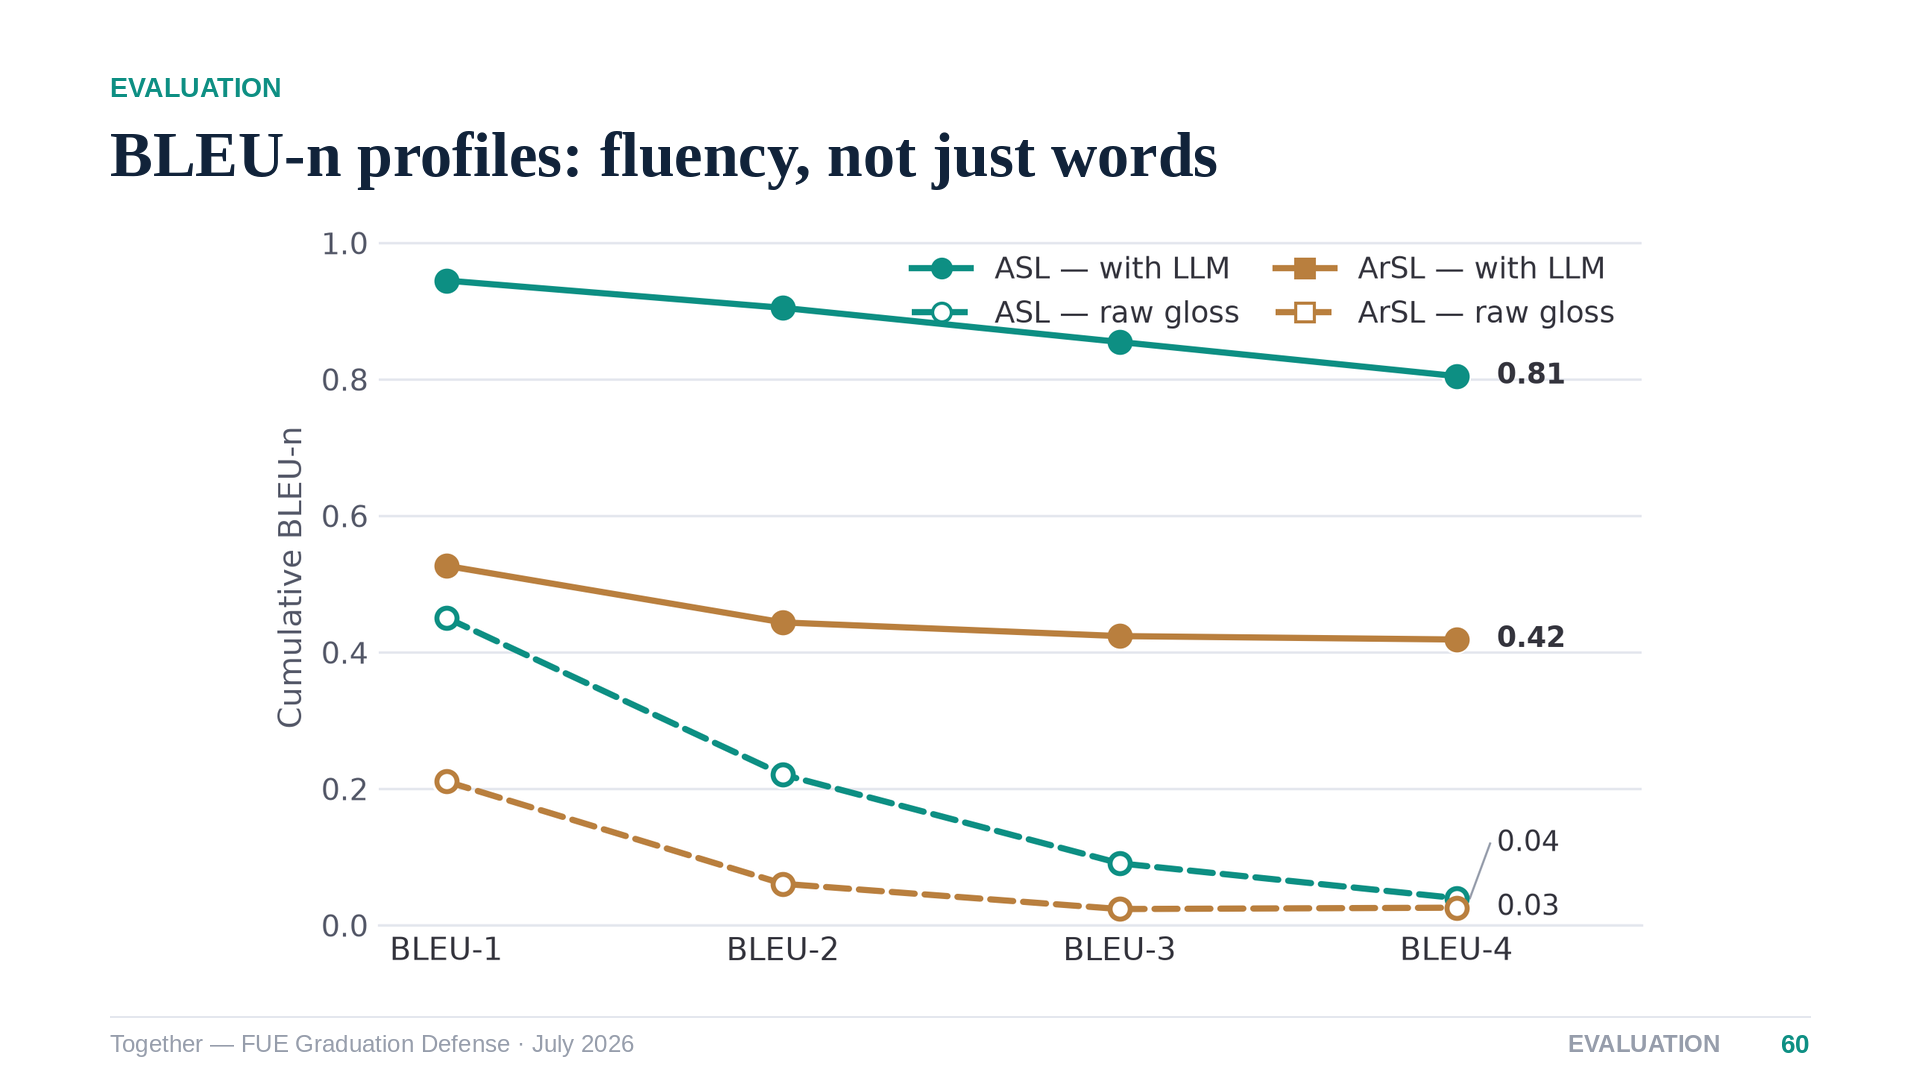 EVALUATION
BLEU-n profiles: fluency, not just words
1.0
ASL — with LLM
ArSL — with LLM
ASL — raw gloss
ArSL — raw gloss
0.81
0.8
Cumulative BLEU-n
0.6
0.42
0.4
0.2
0.04
0.03
0.0
BLEU-1 BLEU-2 BLEU-3 BLEU-4
Together — FUE Graduation Defense · July 2026
EVALUATION 60